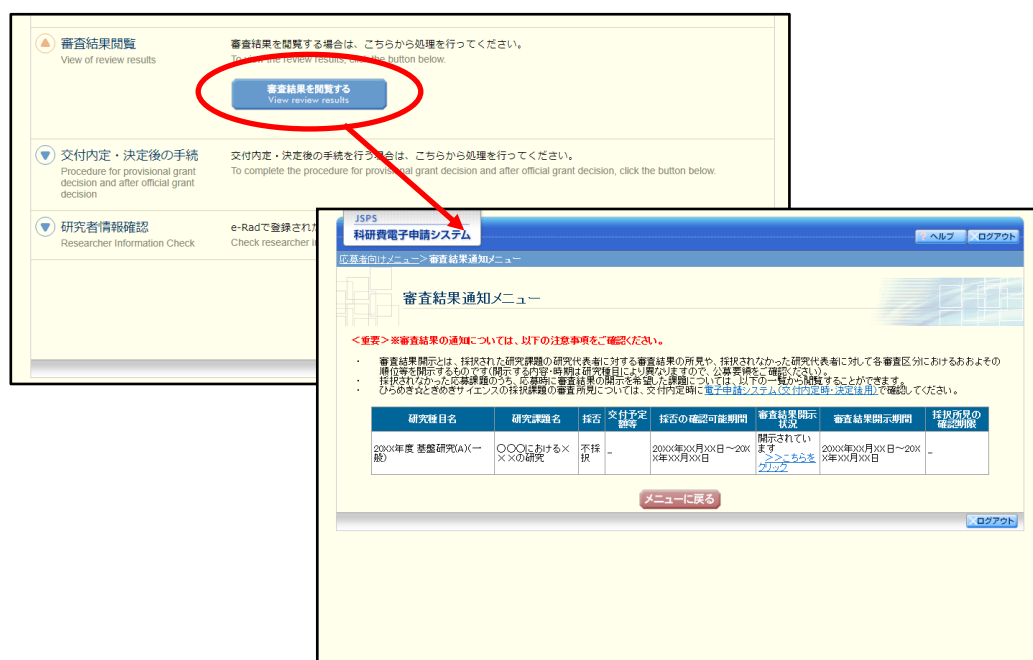 審査結果閲覧
View of review results
審査結果を閲覧する場合は、こちらから処理を行ってください。
To view the review results, click the button below.
審査結果を閲覧する
View review results
交付内定・決定後の手続
Procedure for provisional grant
decision and after official grant
decision
交付内定・決定後の手続を行う場合は、こちらから処理を行ってください。
To complete the procedure for provisional grant decision and after official grant decision, click the button below.
研究者情報確認
Researcher Information Check
e-Radで登録された
Check researcher i
JSPS
科研費電子申請システム
ヘルプ
ログアウト
応募者向けメニュー＞審査結果通知メニュー
審査結果通知メニュー
＜重要＞※審査結果の通知については、以下の注意事項をご確認ください。
・ 審査結果開示とは、採択された研究課題の研究代表者に対する審査結果の所見や、採択されなかった研究代表者に対して各審査区分におけるおおよその
順位等を開示するものです(開示する内容・時期は研究種目により異なりますので、公募要領をご確認ください)。
・ 採択されなかった応募課題のうち、応募時に審査結果の開示を希望した課題については、以下の一覧から閲覧することができます。
・ ひらめき☆ときめきサイエンスの採択課題の審査所見については、交付内定時に電子申請システム(交付内定時・決定後用)で確認してください。
研究種目名 研究課題名 採否 交付予定額等 採否の確認可能期間 審査結果開示状況 審査結果開示期間 採択所見の確認期限
20XX年度 基盤研究(A)(一般) 〇〇〇における×××の研究 不採択 － 20XX年XX月XX日～20XX年XX月XX日 開示されています >>こちらをクリック 20XX年XX月XX日～20XX年XX月XX日 －
メニューに戻る
ログアウト